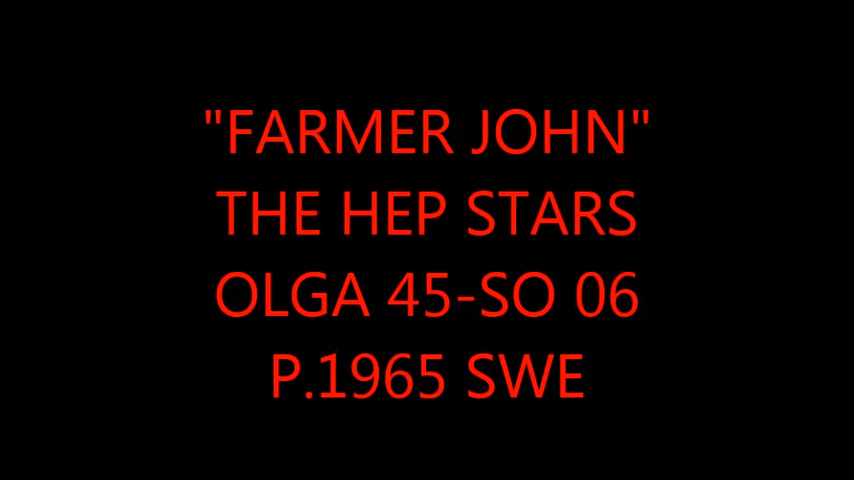 "FARMER JOHN"
THE HEP STARS
OLGA 45-SO 06
P.1965 SWE